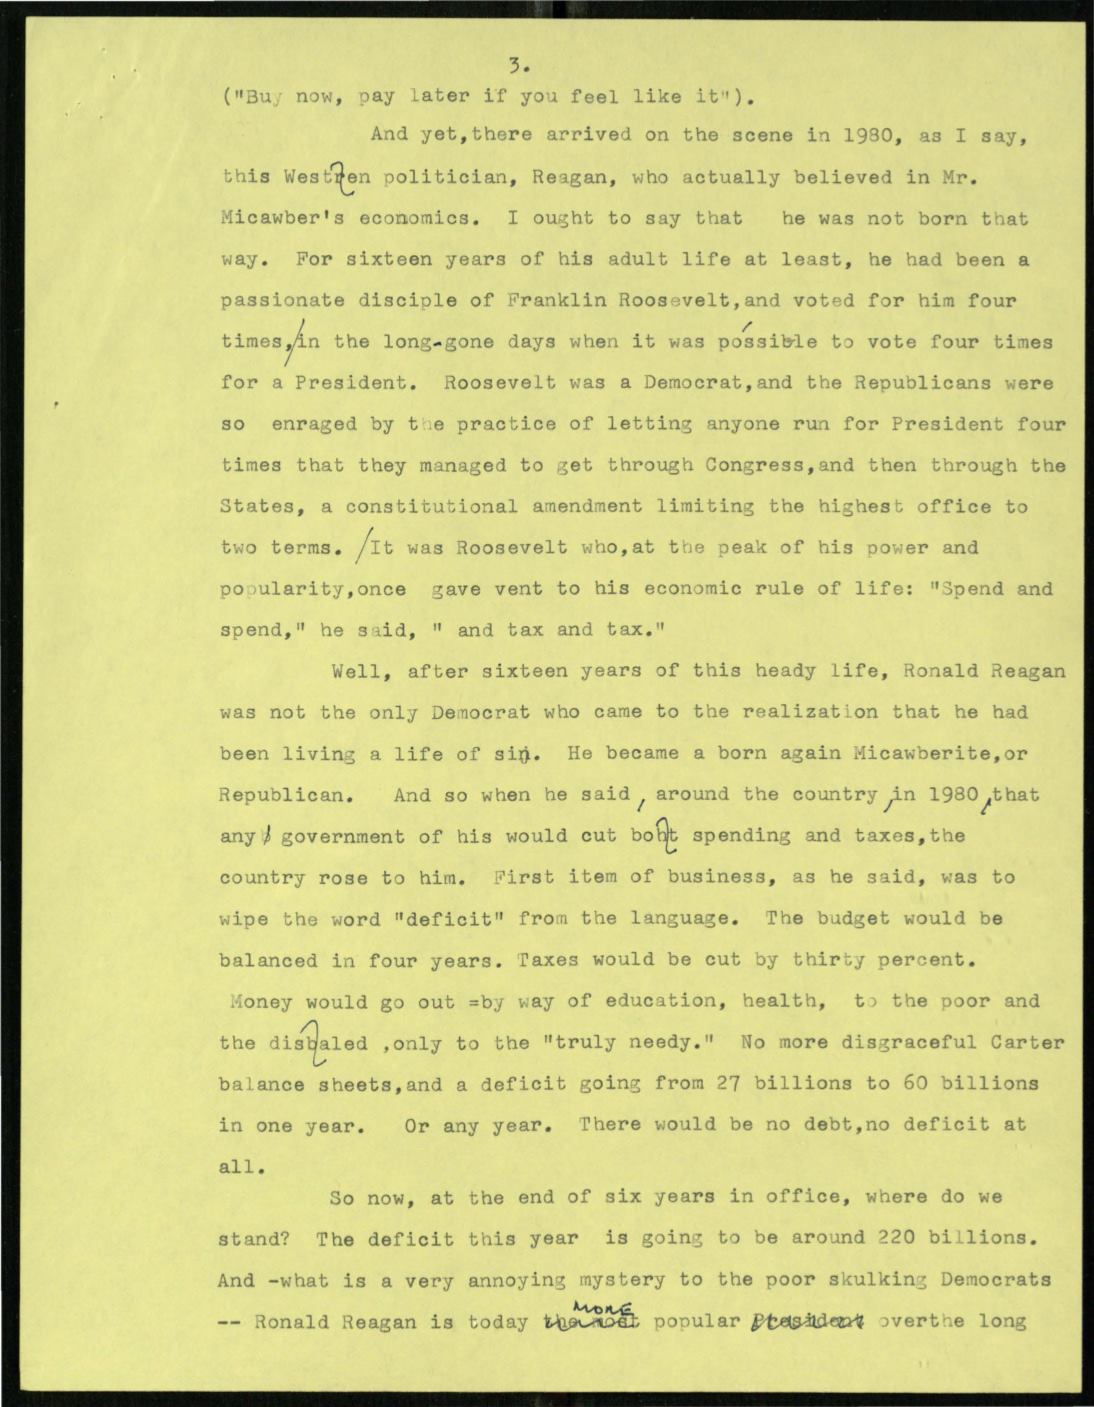 3.
("Buy now, pay later if you feel like it").
And yet,there arrived on the scene in 1980, as I say,
this Westren politician, Reagan, who actually believed in Mr.
Micawber's economics. I ought to say that he was not born that
way. For sixteen years of his adult life at least, he had been a
passionate disciple of Franklin Roosevelt,and voted for him four
times,/in the long-gone days when it was possible to vote four times
for a President. Roosevelt was a Democrat,and the Republicans were
so enraged by the practice of letting anyone run for President four
times that they managed to get through Congress,and then through the
States, a constitutional amendment limiting the highest office to
two terms. /It was Roosevelt who,at the peak of his power and
popularity,once gave vent to his economic rule of life: "Spend and
spend," he said, " and tax and tax."
Well, after sixteen years of this heady life, Ronald Reagan
was not the only Democrat who came to the realization that he had
been living a life of sin. He became a born again Micawberite,or
Republican. And so when he said, around the country,in 1980,that
any government of his would cut boht spending and taxes,the
country rose to him. First item of business, as he said, was to
wipe the word "deficit" from the language. The budget would be
balanced in four years. Taxes would be cut by thirty percent.
Money would go out =by way of education, health, to the poor and
the disbaled ,only to the "truly needy." No more disgraceful Carter
balance sheets,and a deficit going from 27 billions to 60 billions
in one year. Or any year. There would be no debt,no deficit at
all.
So now, at the end of six years in office, where do we
stand? The deficit this year is going to be around 220 billions.
And -what is a very annoying mystery to the poor skulking Democrats
MORE
-- Ronald Reagan is today the most popular President overthe long